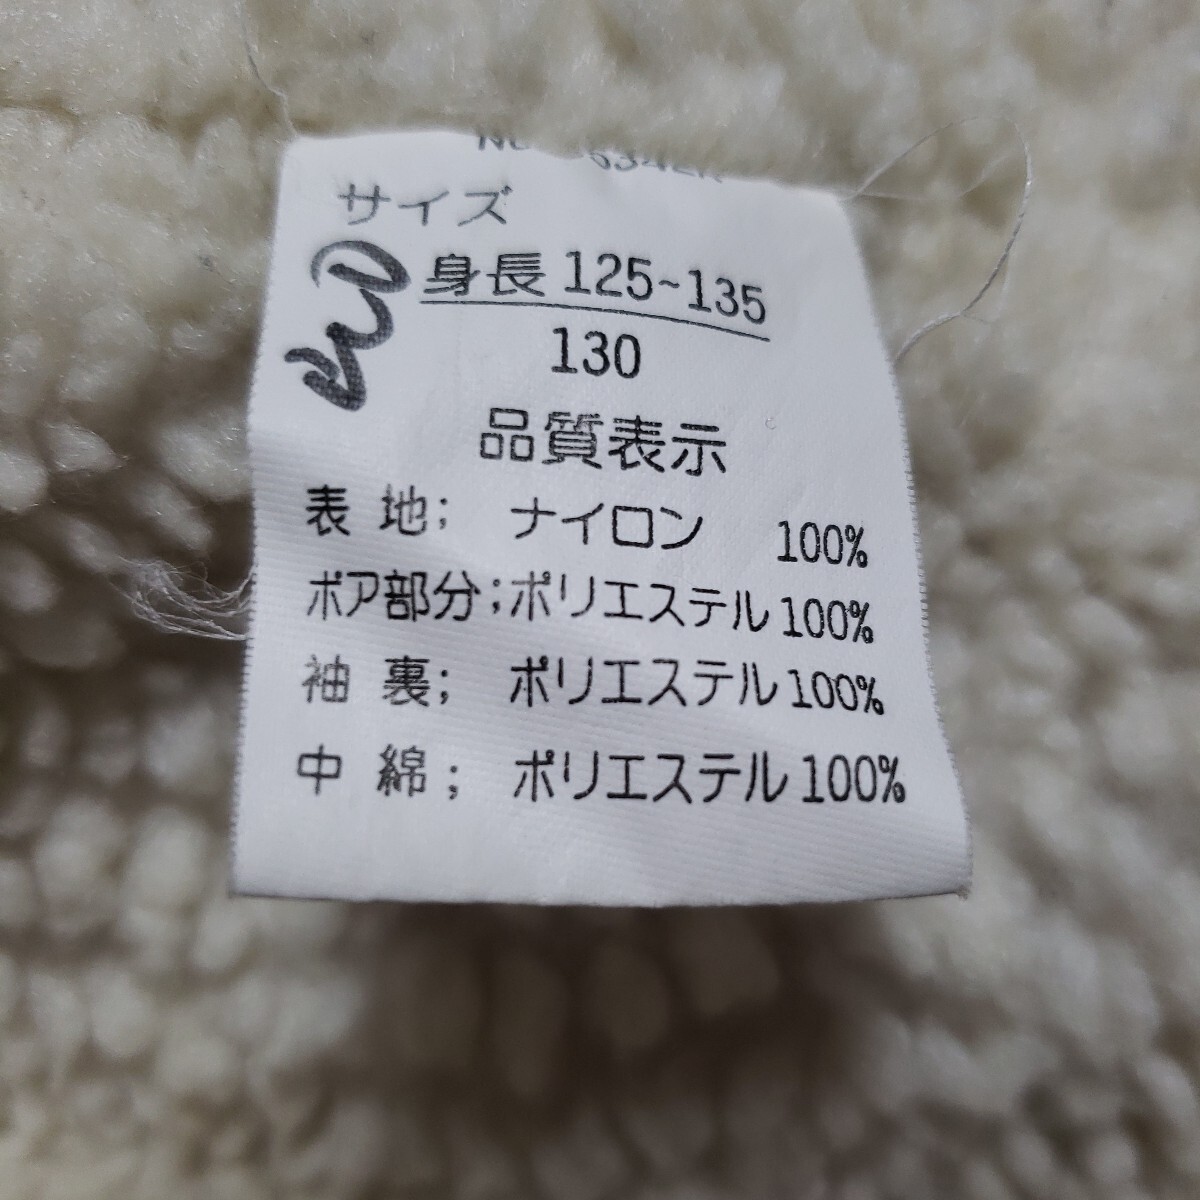 サイズ
身長 125~135
130
品質表示
表 地; ナイロン 100%
ボア部分;ポリエステル 100%
袖 裏; ポリエステル 100%
中 綿; ポリエステル 100%